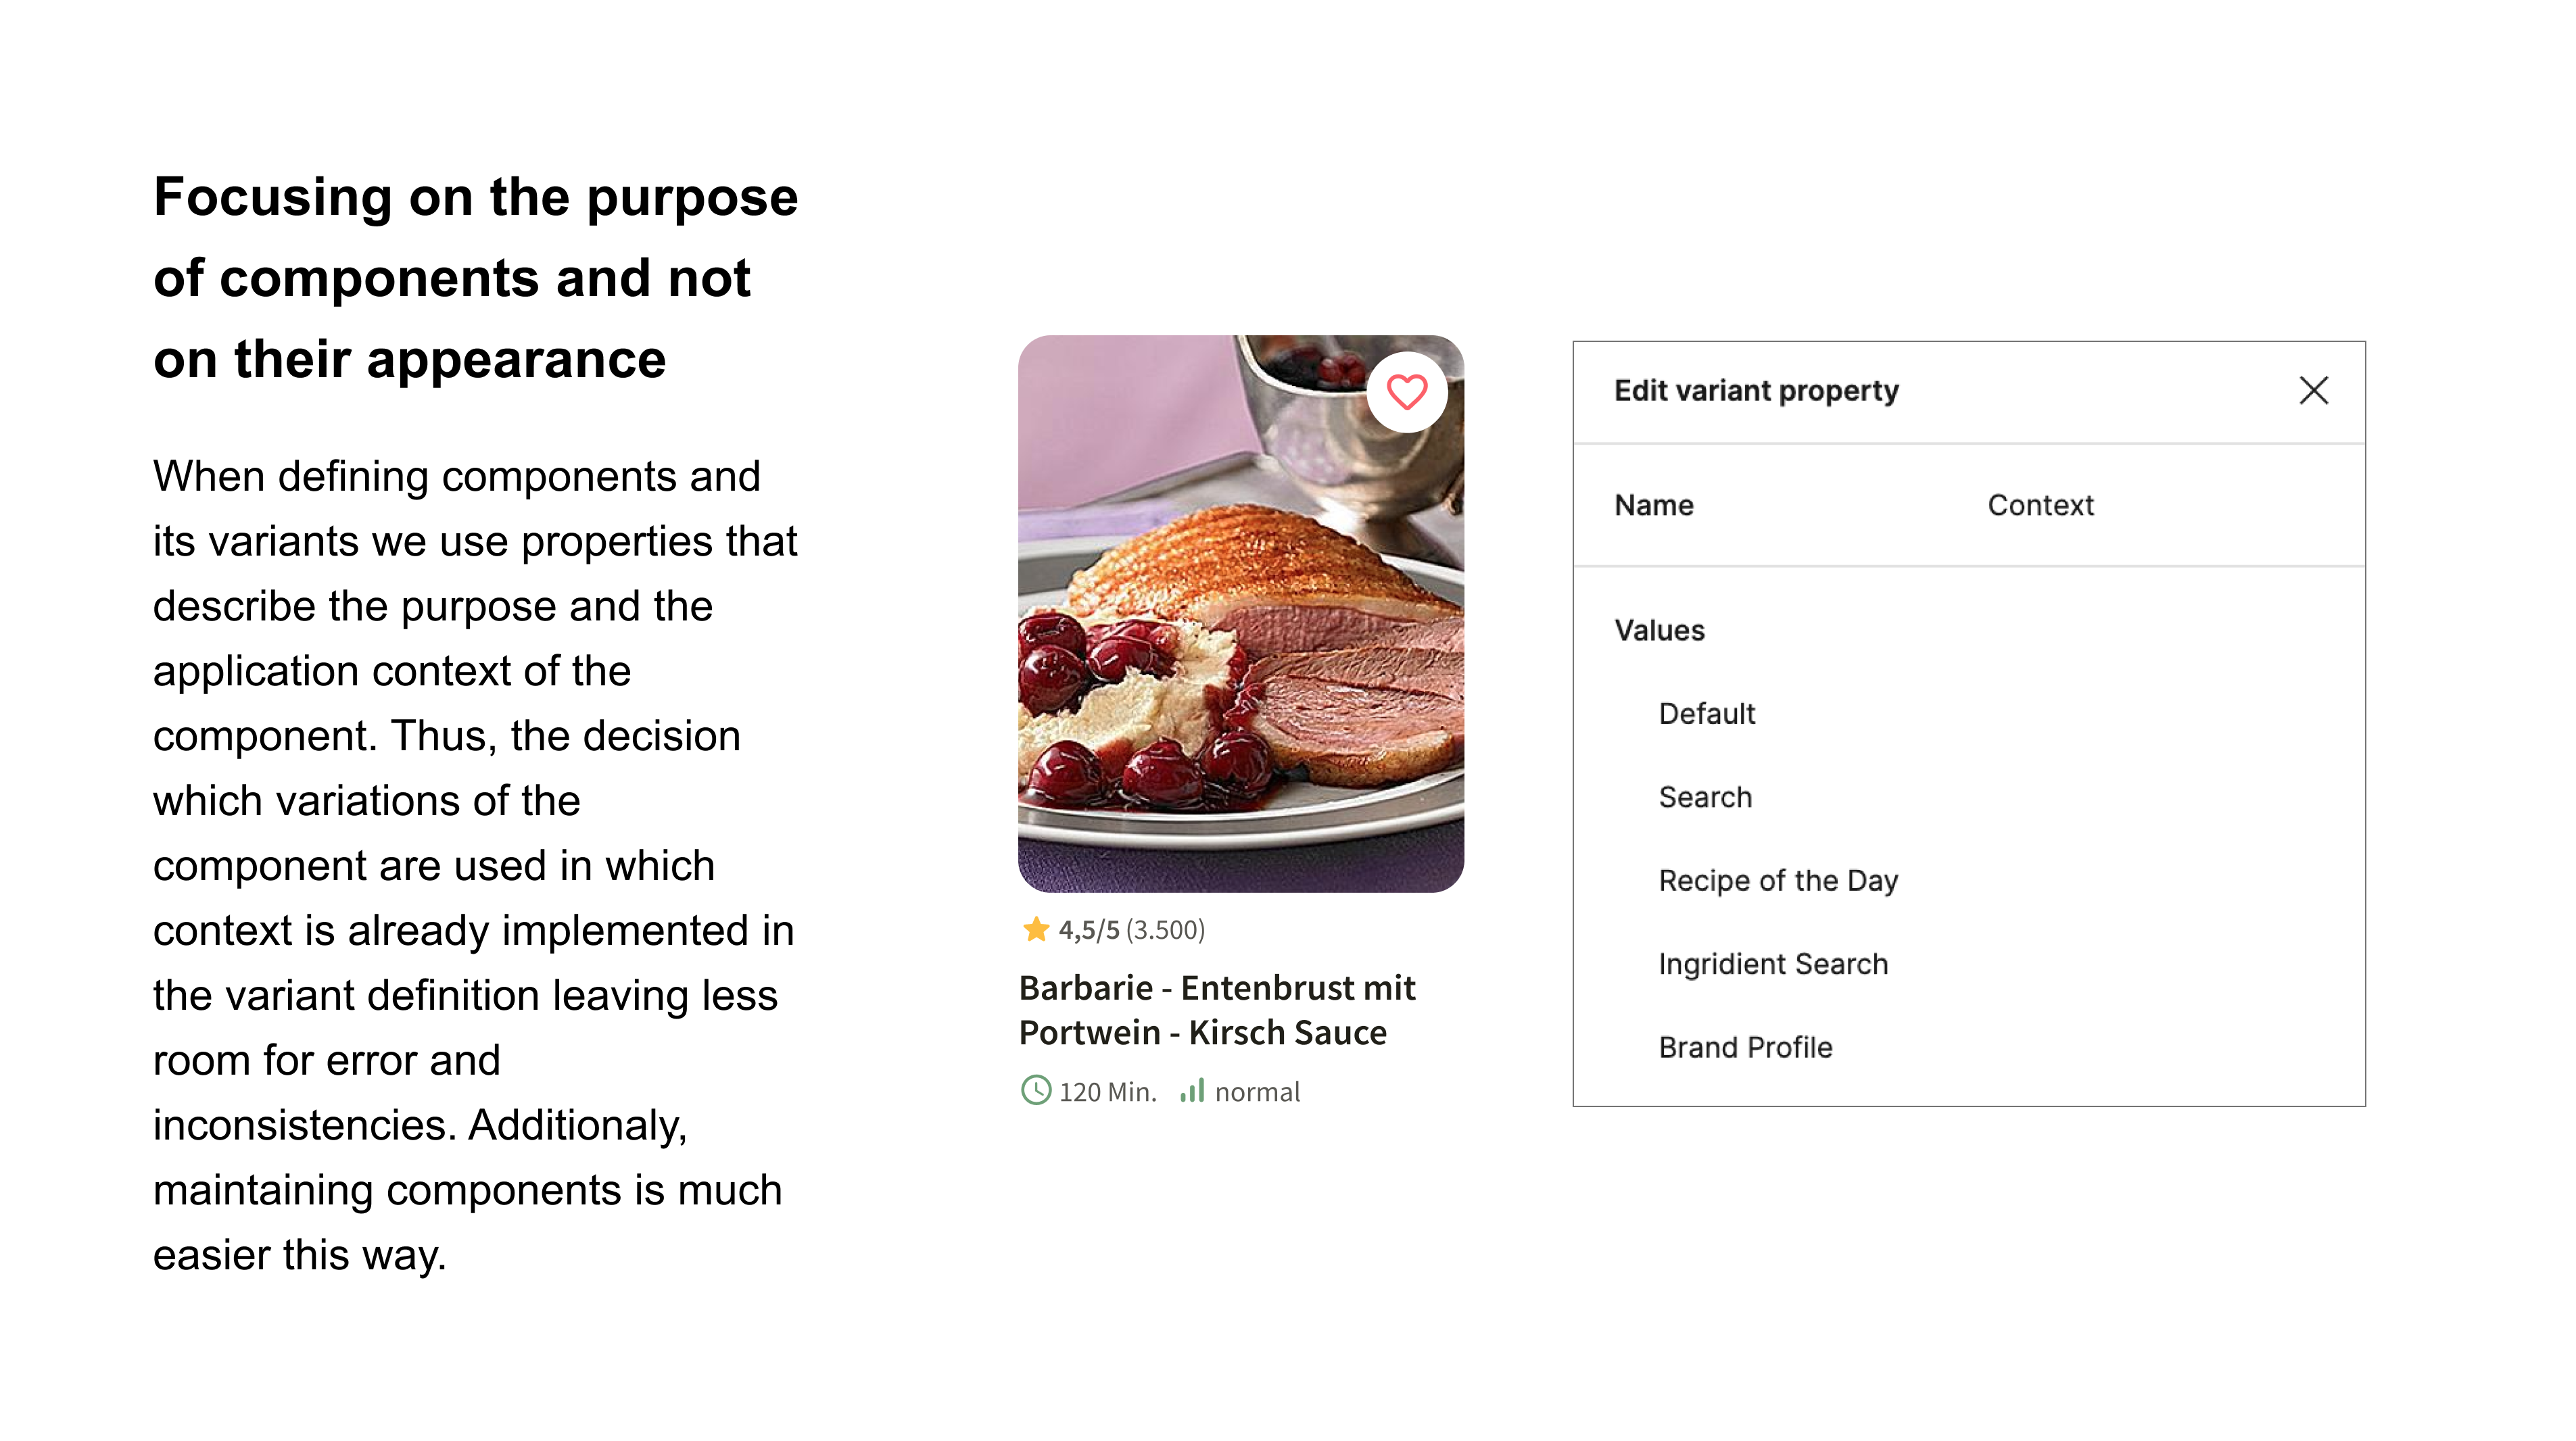 Focusing on the purpose
of components and not
on their appearance
When defining components and
its variants we use properties that
describe the purpose and the
application context of the
component. Thus, the decision
which variations of the
component are used in which
context is already implemented in
the variant definition leaving less
room for error and
inconsistencies. Additionaly,
maintaining components is much
easier this way.
4,5/5 (3.500)
Barbarie - Entenbrust mit
Portwein - Kirsch Sauce
120 Min. normal
Edit variant property
Name Context
Values
Default
Search
Recipe of the Day
Ingridient Search
Brand Profile